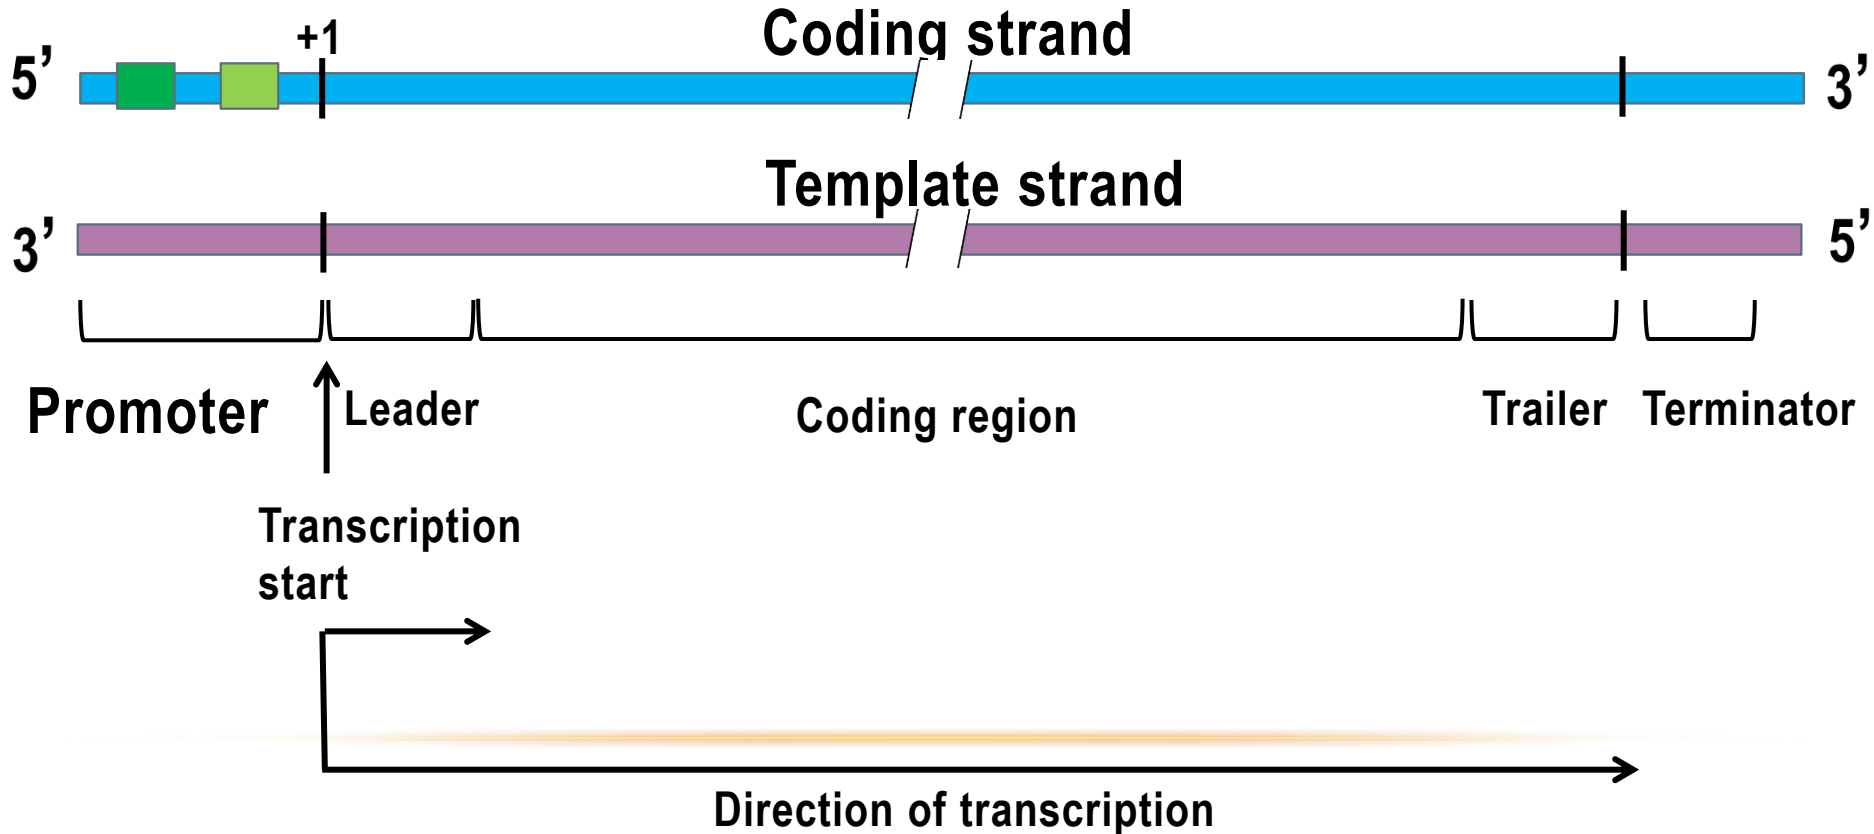 +1
Coding strand
5’
3’
Template strand
3’
5’
Promoter
Leader
Coding region
Trailer
Terminator
Transcription
start
Direction of transcription